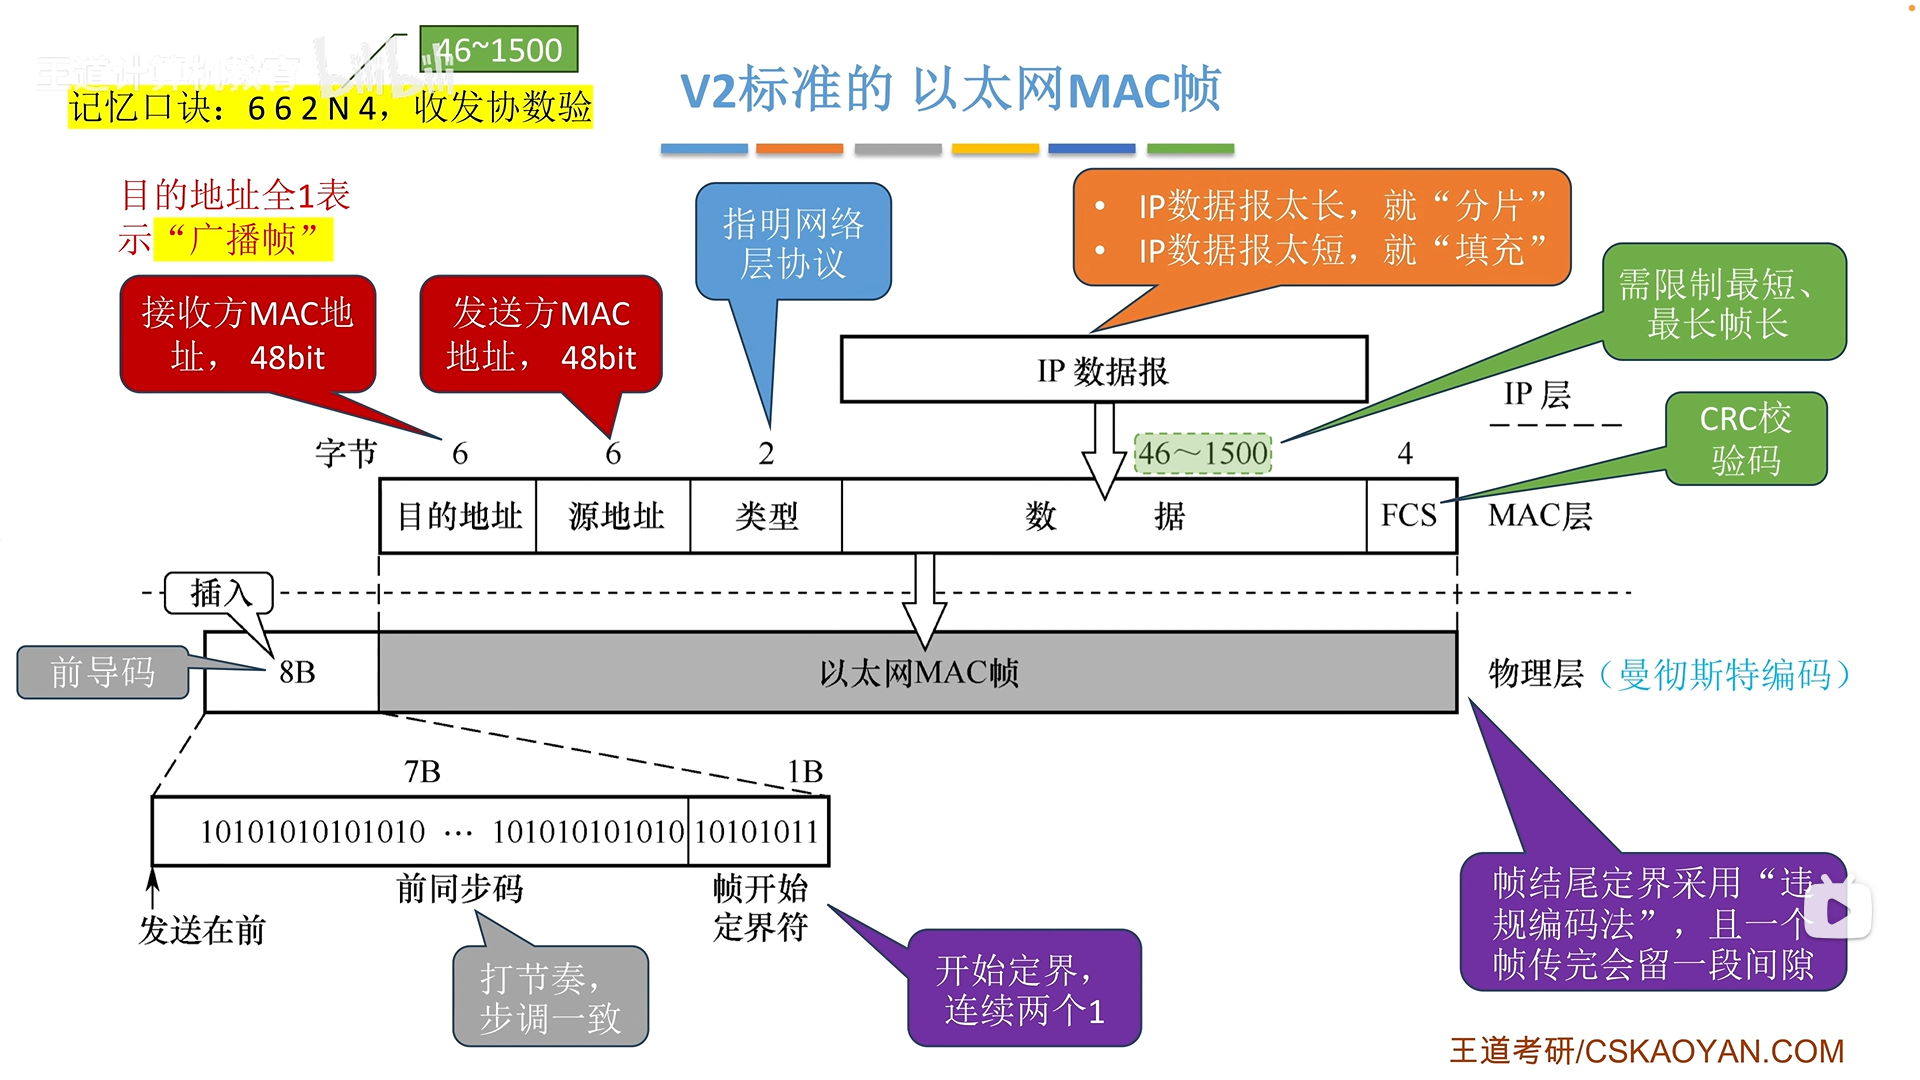 46~1500
王道计算机教育 bilibili
记忆口诀：6 6 2 N 4，收发协数验
V2标准的 以太网MAC帧
目的地址全1表
示“广播帧”
接收方MAC地
址， 48bit
发送方MAC
地址， 48bit
指明网络
层协议
• IP数据报太长，就“分片”
• IP数据报太短，就“填充”
需限制最短、
最长帧长
IP 数据报
IP 层
CRC校
验码
字节 6 6 2 46～1500 4
目的地址 源地址 类型 数 据 FCS MAC层
插入
前导码
8B
以太网MAC帧
物理层（曼彻斯特编码）
7B 1B
10101010101010 … 101010101010 10101011
发送在前
前同步码
帧开始
定界符
打节奏，
步调一致
开始定界，
连续两个1
帧结尾定界采用“违
规编码法”，且一个
帧传完会留一段间隙
王道考研/CSKAOYAN.COM